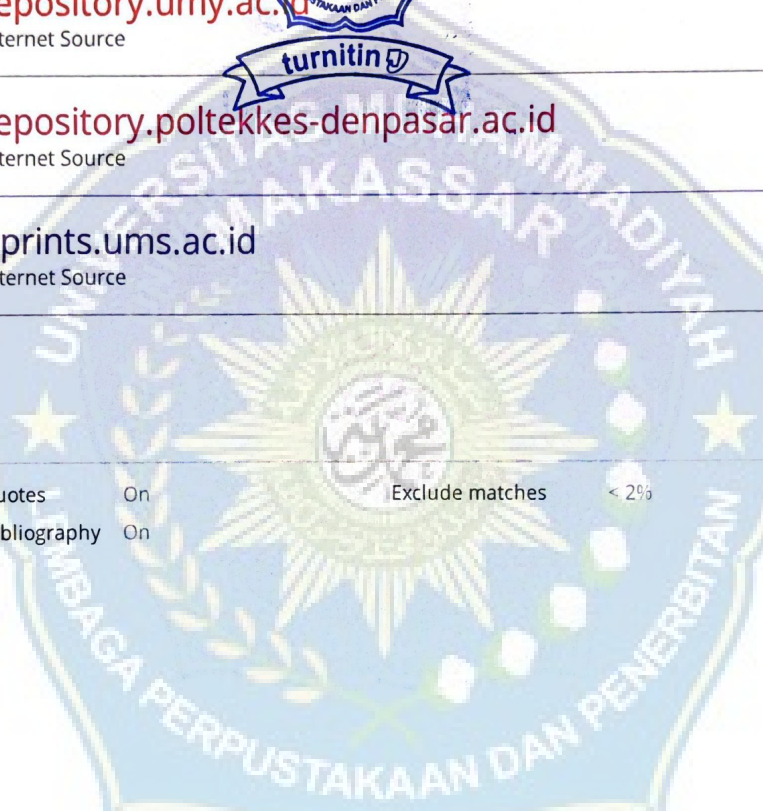 epository.umy.ac.id
ternet Source
turnitin
epository.poltekkes-denpasar.ac.id
ternet Source
prints.ums.ac.id
ternet Source
UNIVERSITAS MUHAMMADIYAH
MAKASSAR
uotes On Exclude matches < 2%
bliography On
LEMBAGA PERPUSTAKAAN DAN PENERBITAN